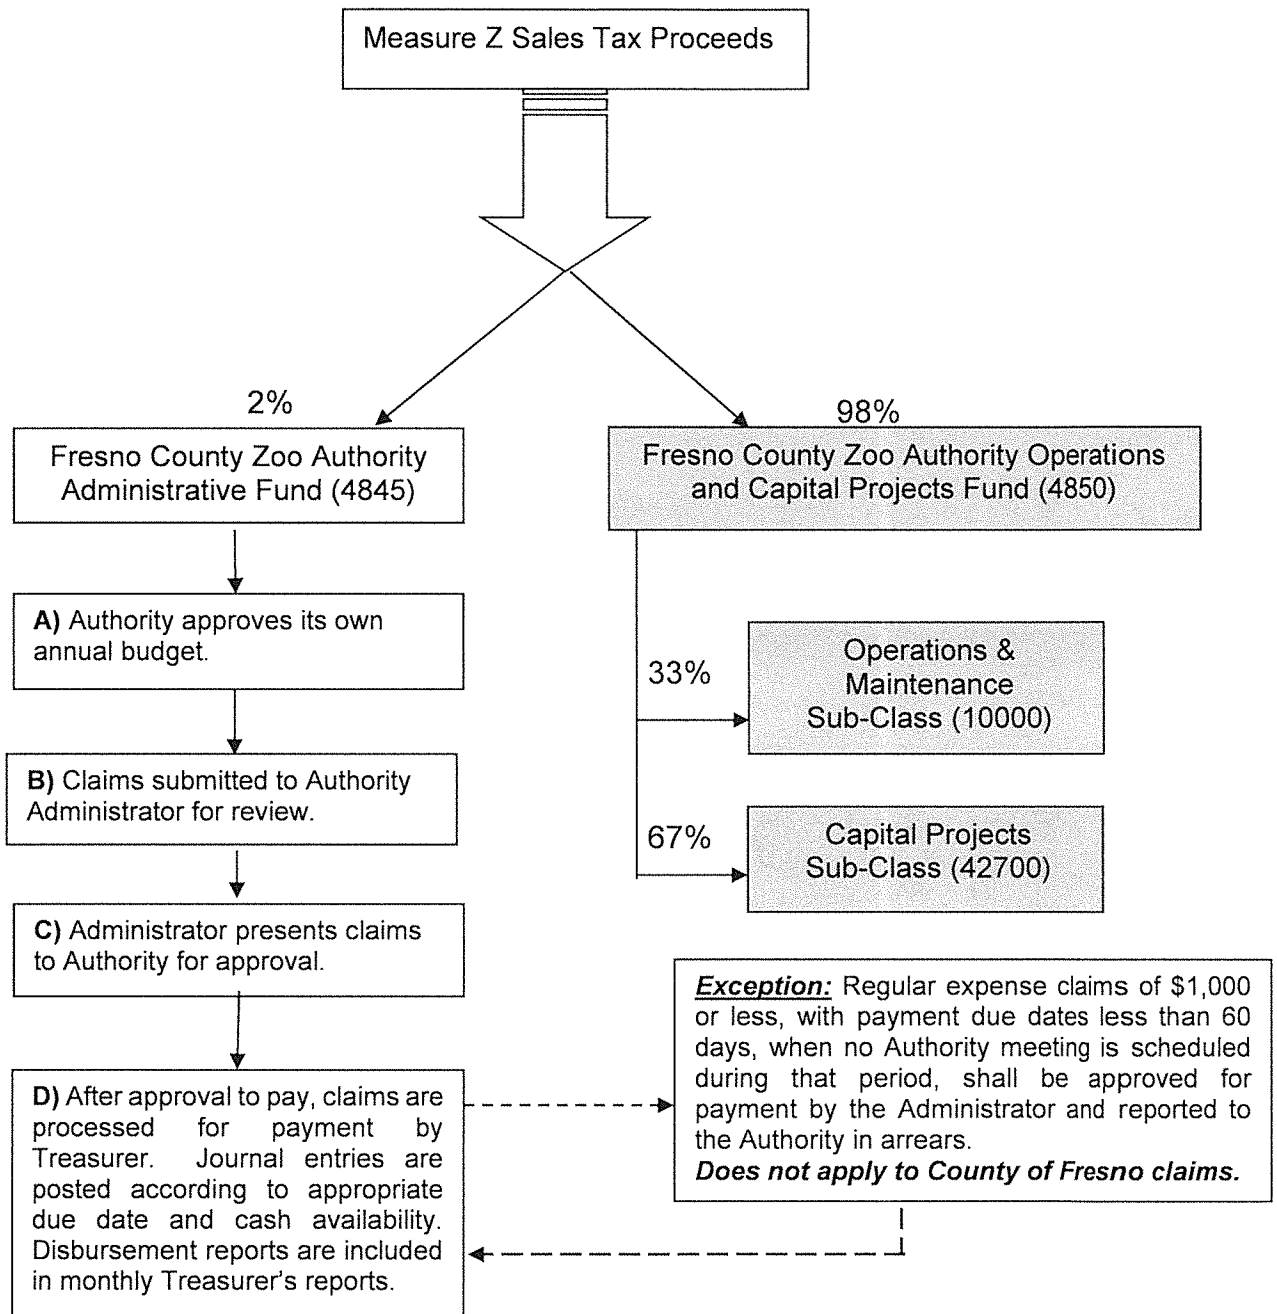 Measure Z Sales Tax Proceeds
2%
98%
Fresno County Zoo Authority
Administrative Fund (4845)
Fresno County Zoo Authority Operations
and Capital Projects Fund (4850)
A) Authority approves its own
annual budget.
33%
Operations &
Maintenance
Sub-Class (10000)
B) Claims submitted to Authority
Administrator for review.
67%
Capital Projects
Sub-Class (42700)
C) Administrator presents claims
to Authority for approval.
Exception: Regular expense claims of $1,000
or less, with payment due dates less than 60
days, when no Authority meeting is scheduled
during that period, shall be approved for
payment by the Administrator and reported to
the Authority in arrears.
Does not apply to County of Fresno claims.
D) After approval to pay, claims are
processed for payment by
Treasurer. Journal entries are
posted according to appropriate
due date and cash availability.
Disbursement reports are included
in monthly Treasurer's reports.